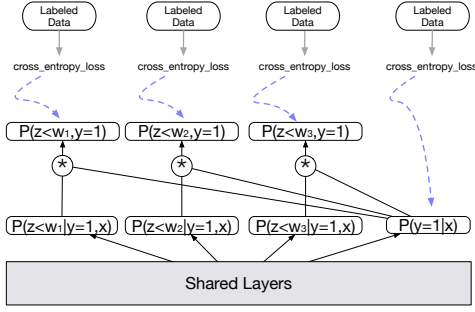 Labeled Data
Labeled Data
Labeled Data
Labeled Data
cross_entropy_loss
cross_entropy_loss
cross_entropy_loss
cross_entropy_loss
P(z<w₁,y=1)
P(z<w₂,y=1)
P(z<w₃,y=1)
*
*
*
P(z<w₁|y=1,x)
P(z<w₂|y=1,x)
P(z<w₃|y=1,x)
P(y=1|x)
Shared Layers